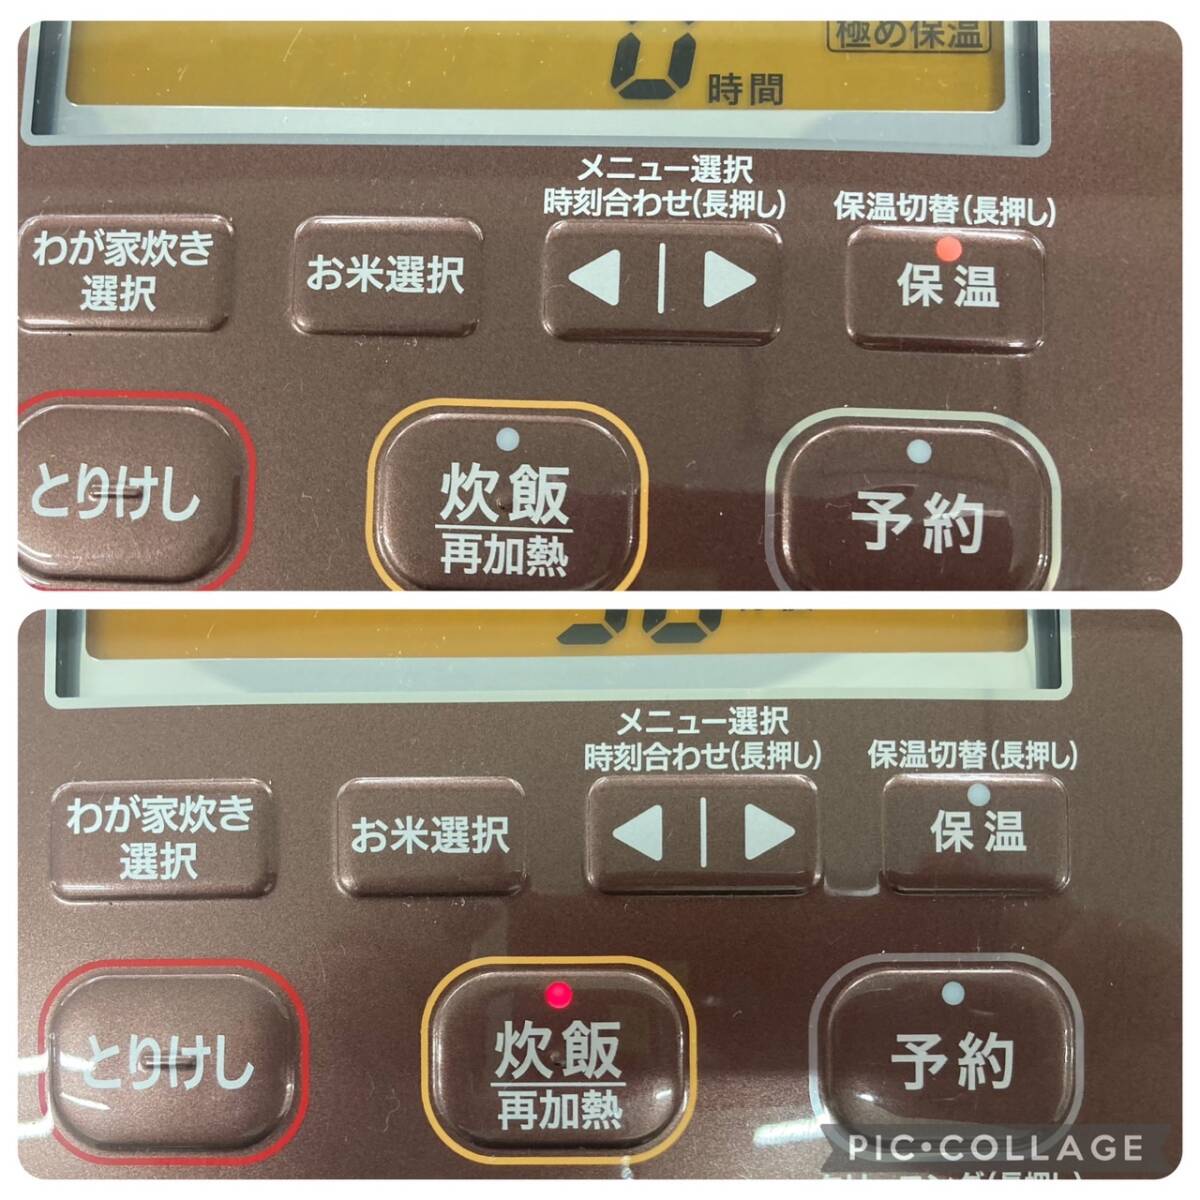 極め保温
0時間
メニュー選択
時刻合わせ(長押し)
保温切替(長押し)
わが家炊き
選択
お米選択
保温
とりけし
炊飯
再加熱
予約
メニュー選択
時刻合わせ(長押し)
保温切替(長押し)
わが家炊き
選択
お米選択
保温
とりけし
炊飯
再加熱
予約
PIC•COLLAGE